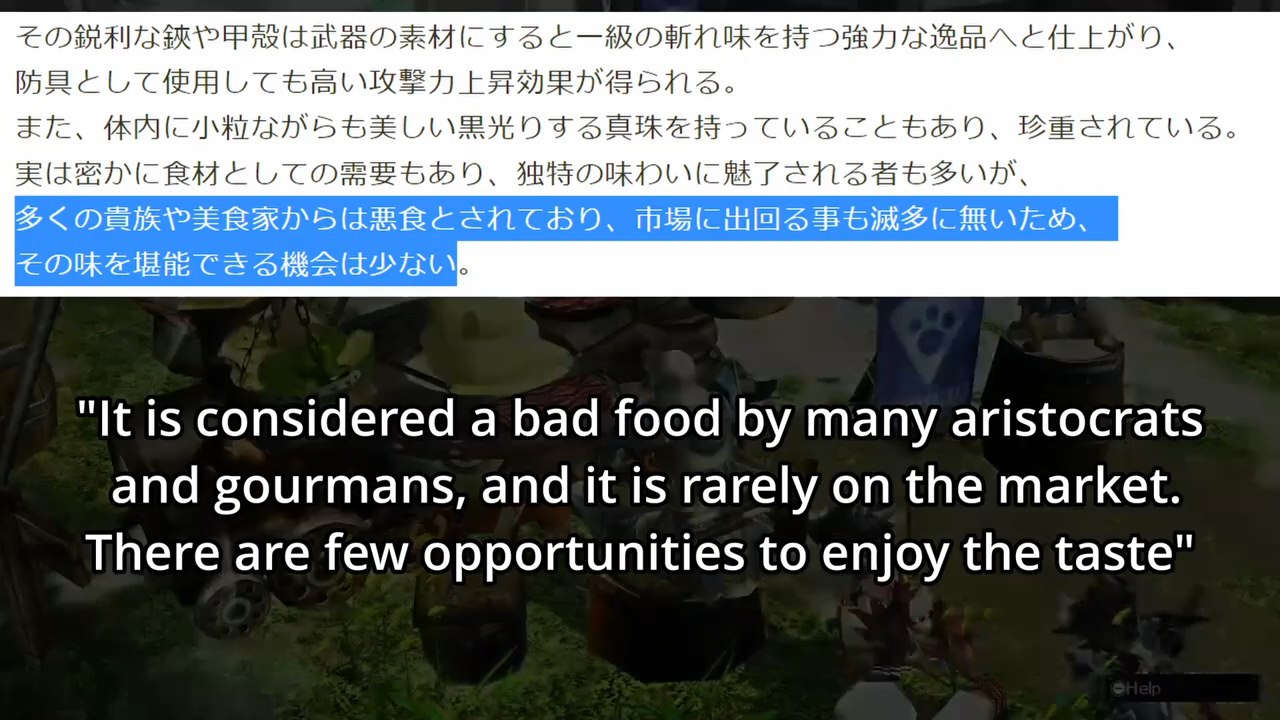 その鋭利な鋏や甲殻は武器の素材にすると一級の斬れ味を持つ強力な逸品へと仕上がり、
防具として使用しても高い攻撃力上昇効果が得られる。
また、体内に小粒ながらも美しい黒光りする真珠を持っていることもあり、珍重されている。
実は密かに食材としての需要もあり、独特の味わいに魅了される者も多いが、
多くの貴族や美食家からは悪食とされており、市場に出回る事も滅多に無いため、
その味を堪能できる機会は少ない。
"It is considered a bad food by many aristocrats
and gourmans, and it is rarely on the market.
There are few opportunities to enjoy the taste"
Help